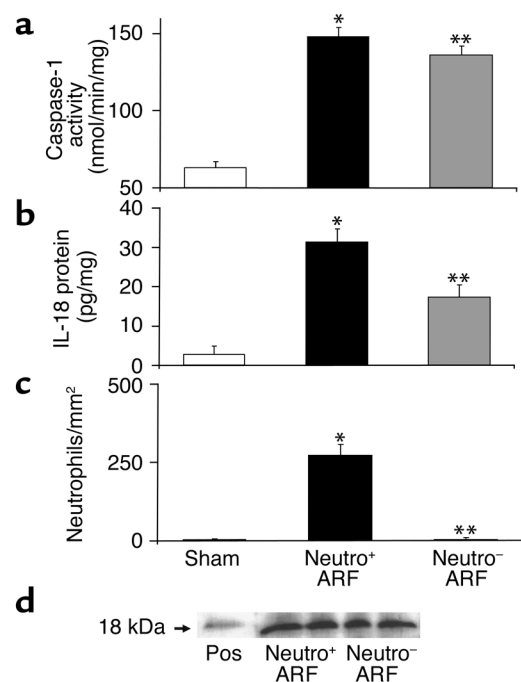 a
Caspase-1
activity
(nmol/min/mg)
150
100
50
*
**
b
IL-18 protein
(pg/mg)
40
30
20
10
0
*
**
c
Neutrophils/mm²
500
250
0
*
**
Sham
Neutro⁺
ARF
Neutro⁻
ARF
d
18 kDa →
Pos
Neutro⁺
ARF
Neutro⁻
ARF